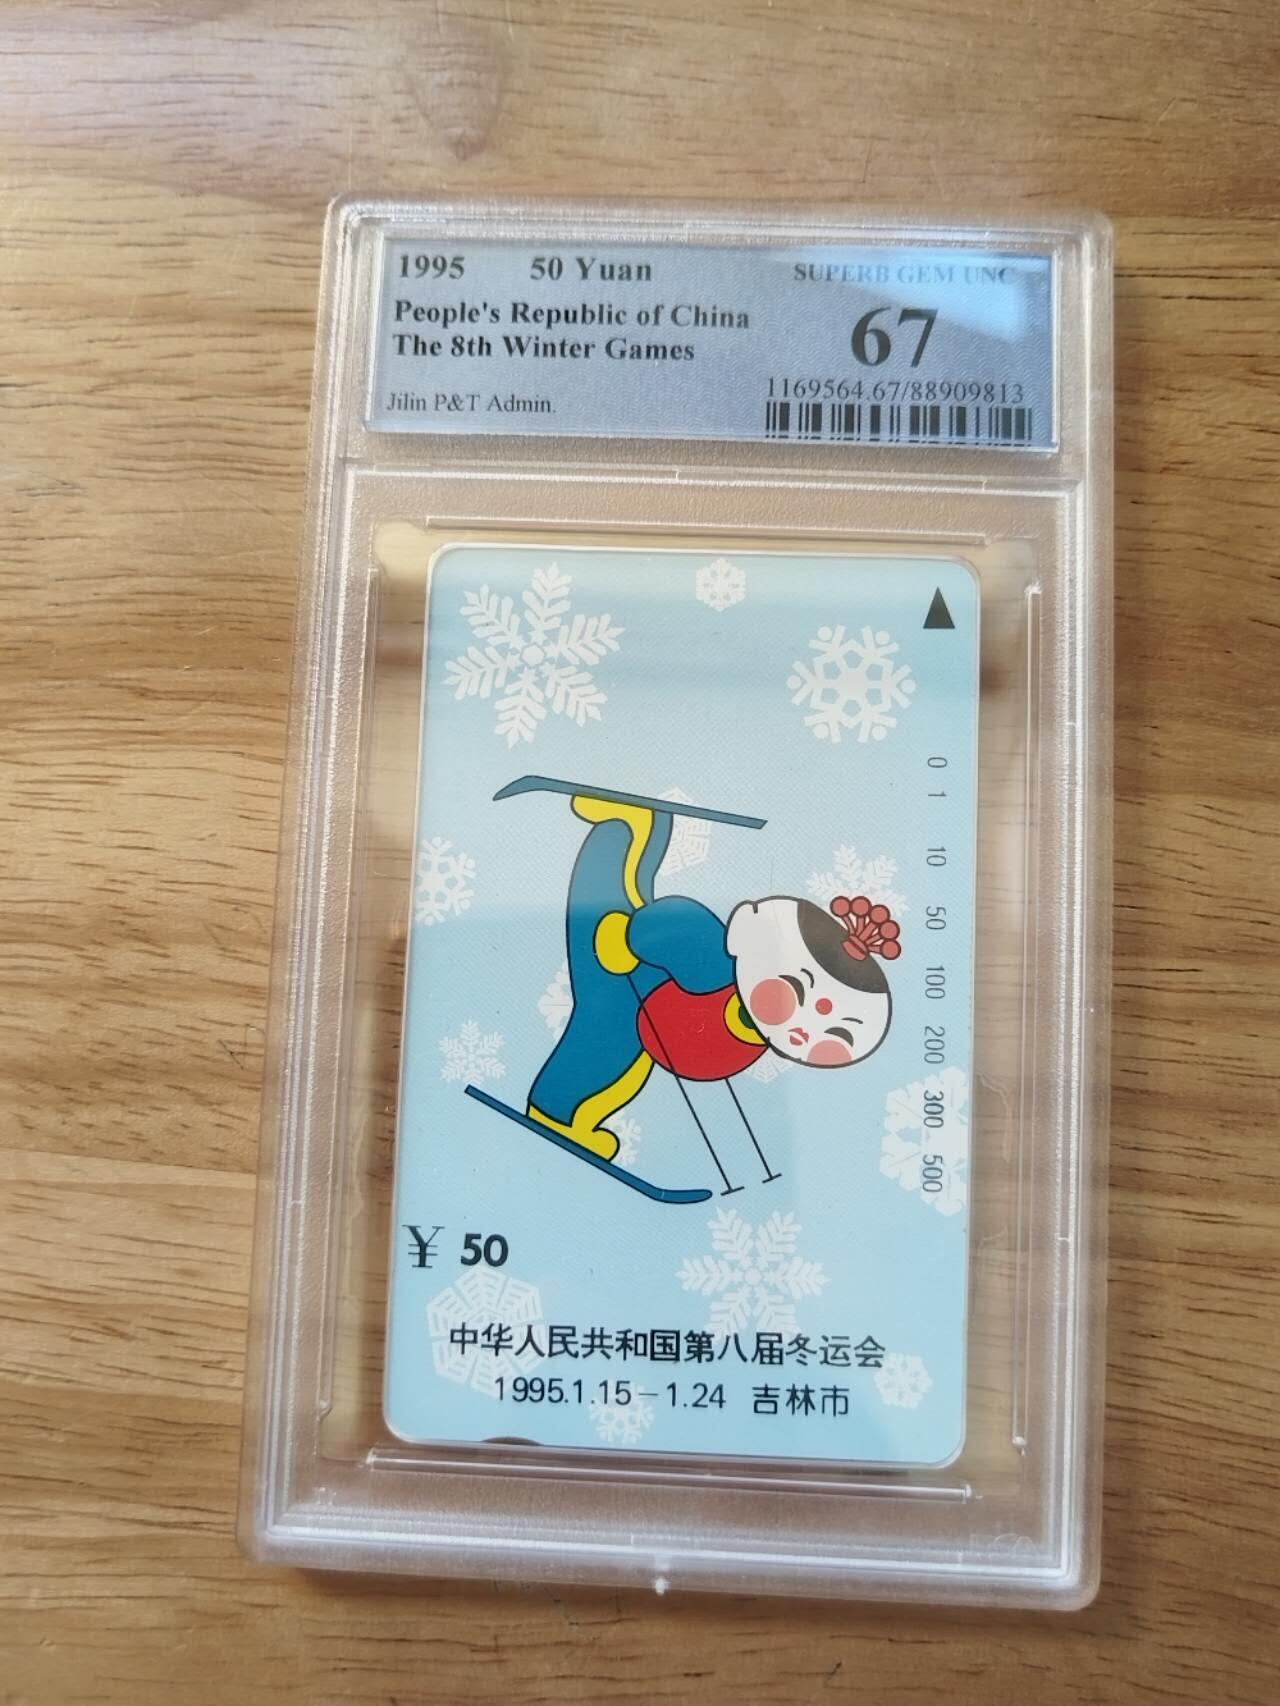 1995 50 Yuan SUPERB GEM UNC
People's Republic of China
The 8th Winter Games
67
Jilin P&T Admin.
1169564.67/88909813
0
1
10
50
100
200
300
500
¥ 50
中华人民共和国第八届冬运会
1995.1.15－1.24 吉林市